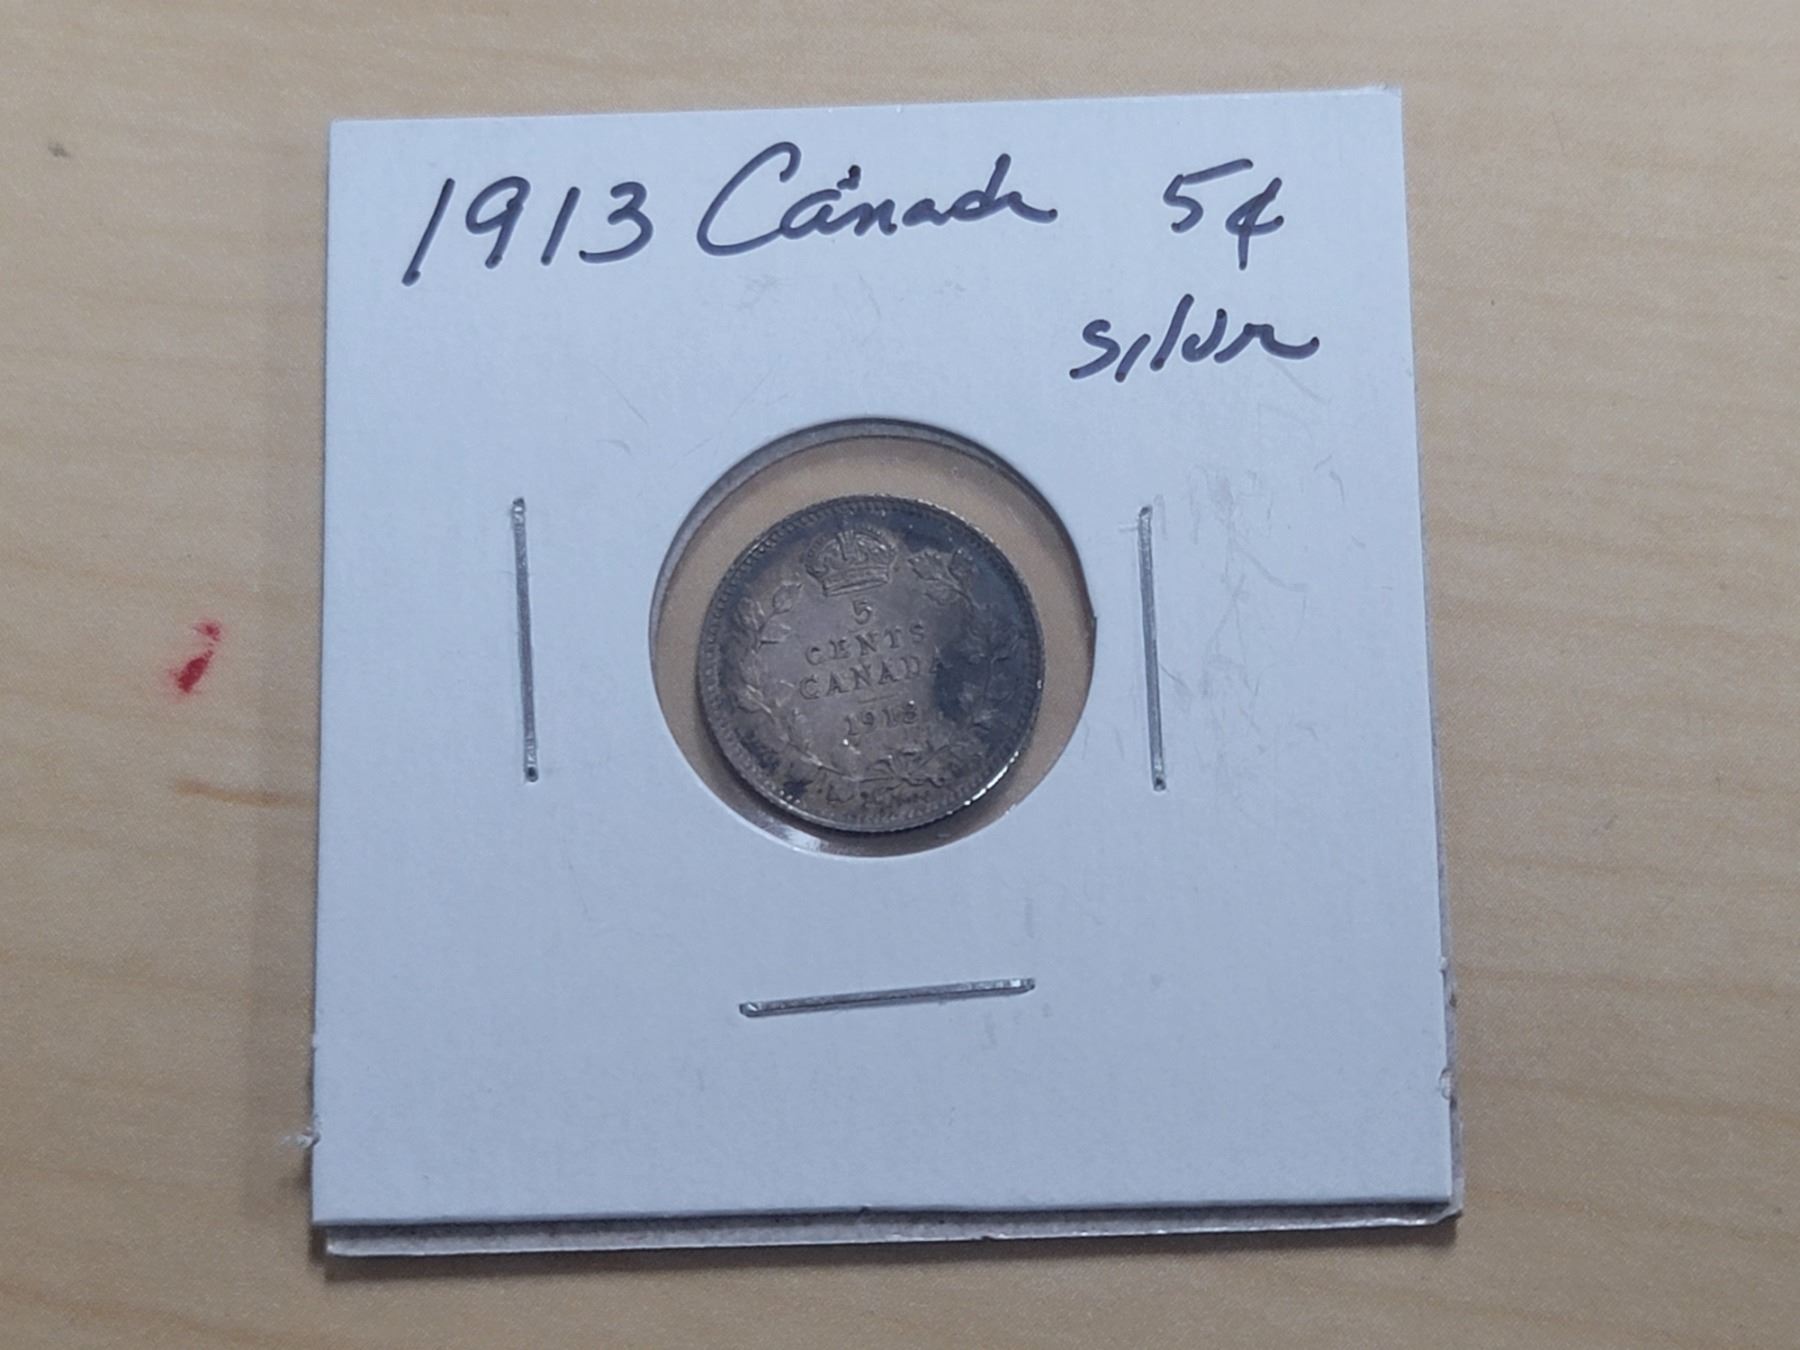 1913 Canada 5¢
silver
5
CENTS
CANADA
1913